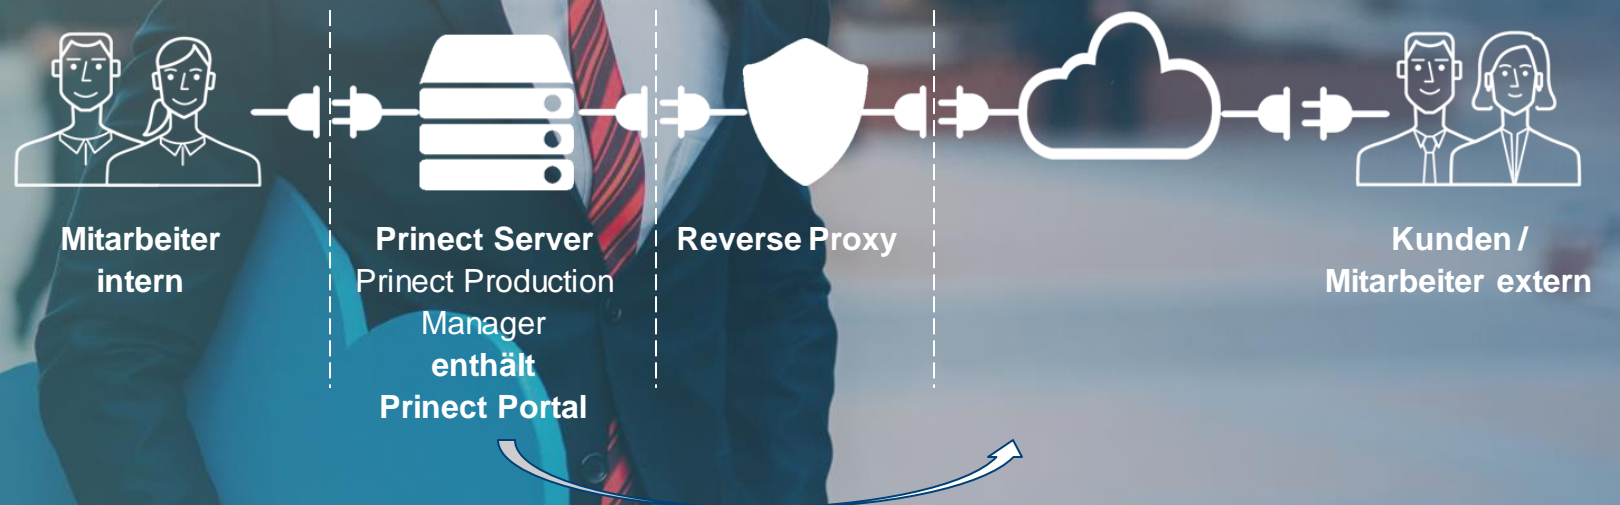 Mitarbeiter
intern
Prinect Server
Prinect Production
Manager
enthält
Prinect Portal
Reverse Proxy
Kunden /
Mitarbeiter extern